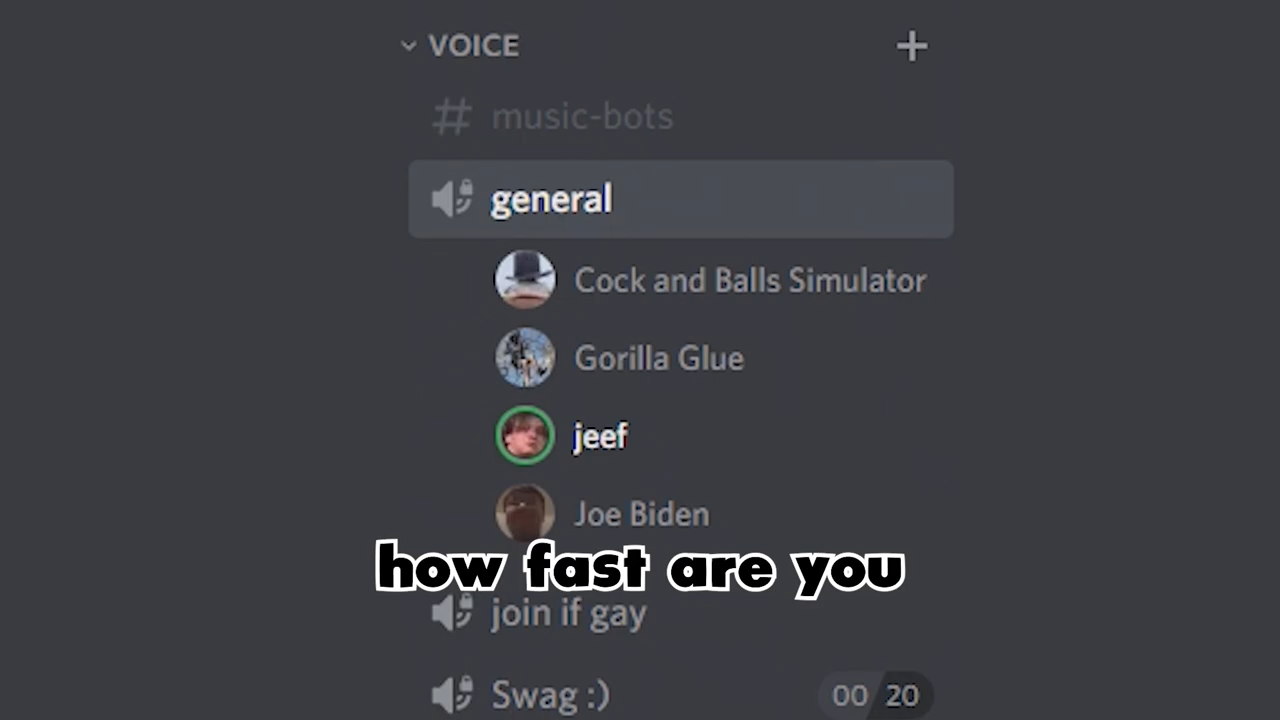 VOICE
music-bots
general
Cock and Balls Simulator
Gorilla Glue
jeef
Joe Biden
how fast are you
join if gay
Swag :)
00 20